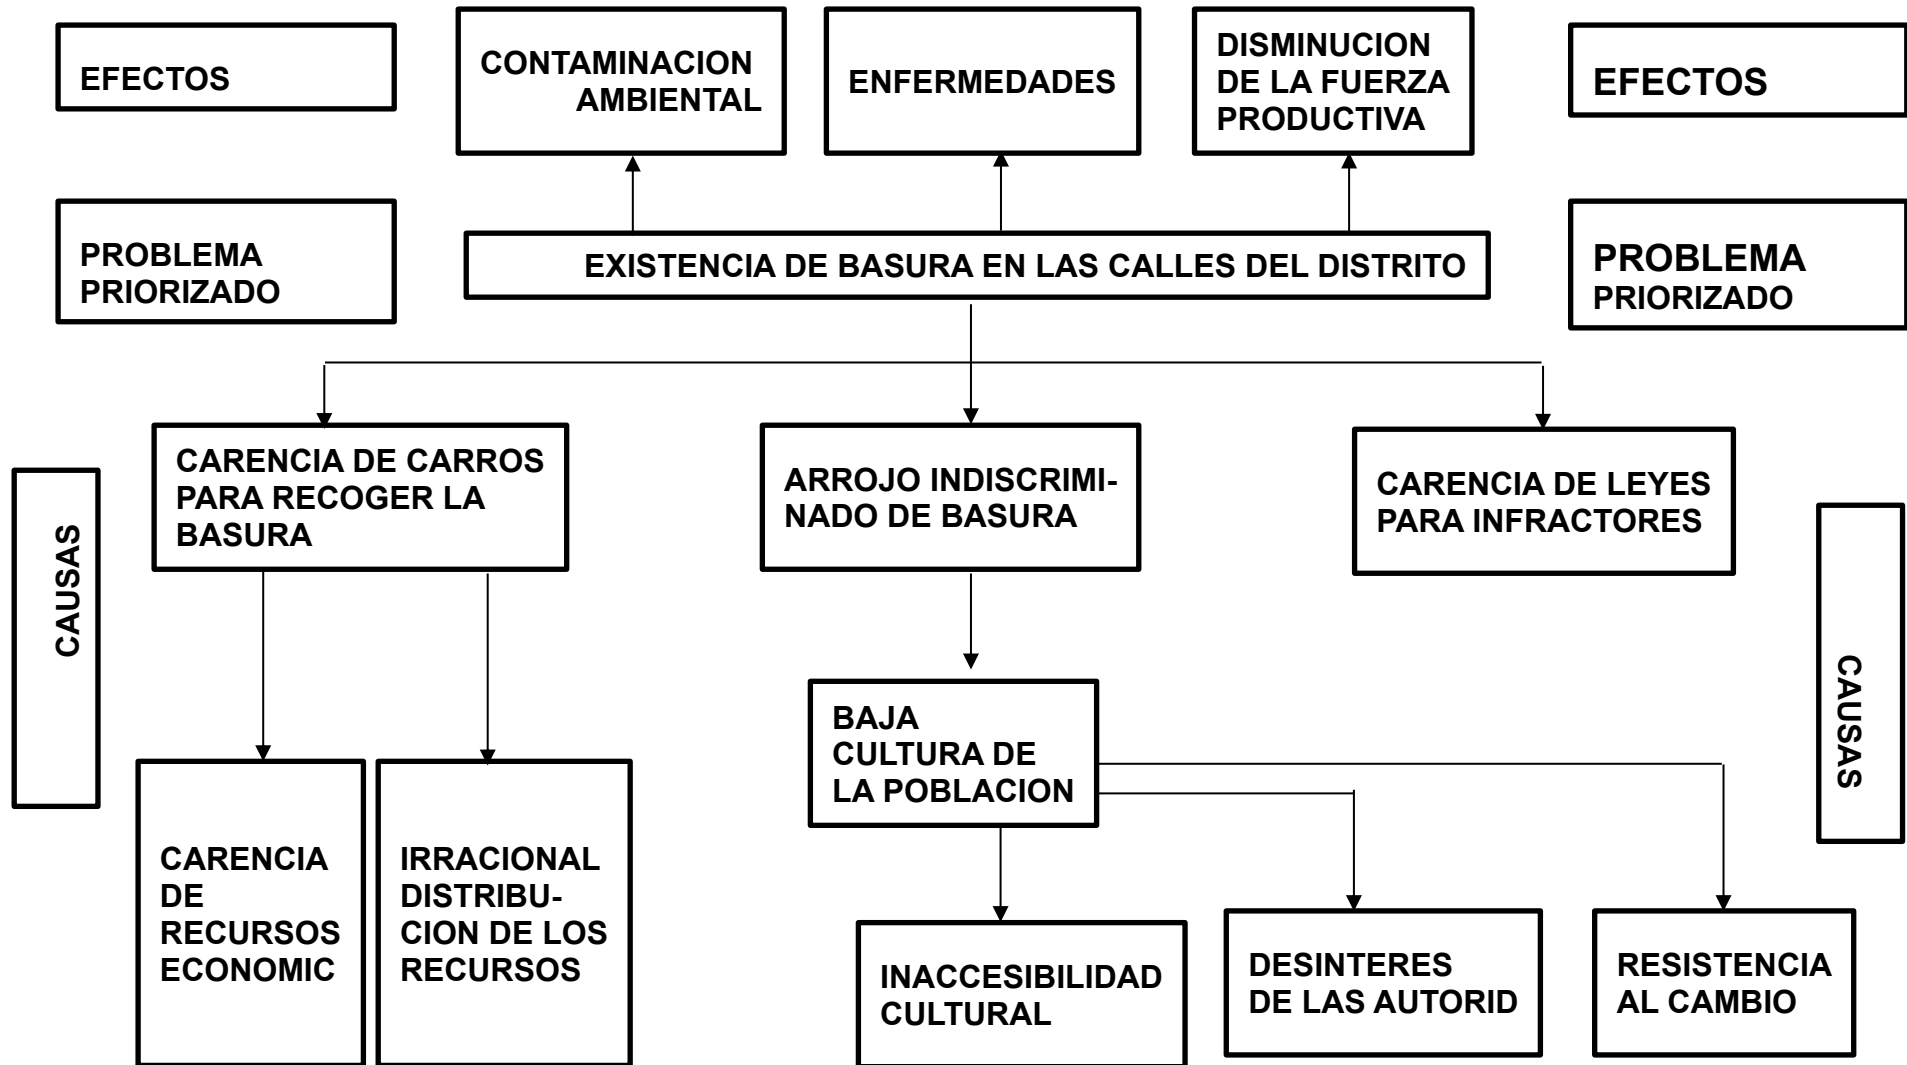 EFECTOS
CONTAMINACION
AMBIENTAL
ENFERMEDADES
DISMINUCION
DE LA FUERZA
PRODUCTIVA
EFECTOS
PROBLEMA
PRIORIZADO
EXISTENCIA DE BASURA EN LAS CALLES DEL DISTRITO
PROBLEMA
PRIORIZADO
CAUSAS
CARENCIA DE CARROS
PARA RECOGER LA
BASURA
ARROJO INDISCRIMI-
NADO DE BASURA
CARENCIA DE LEYES
PARA INFRACTORES
CAUSAS
BAJA
CULTURA DE
LA POBLACION
CARENCIA
DE
RECURSOS
ECONOMIC
IRRACIONAL
DISTRIBU-
CION DE LOS
RECURSOS
INACCESIBILIDAD
CULTURAL
DESINTERES
DE LAS AUTORID
RESISTENCIA
AL CAMBIO